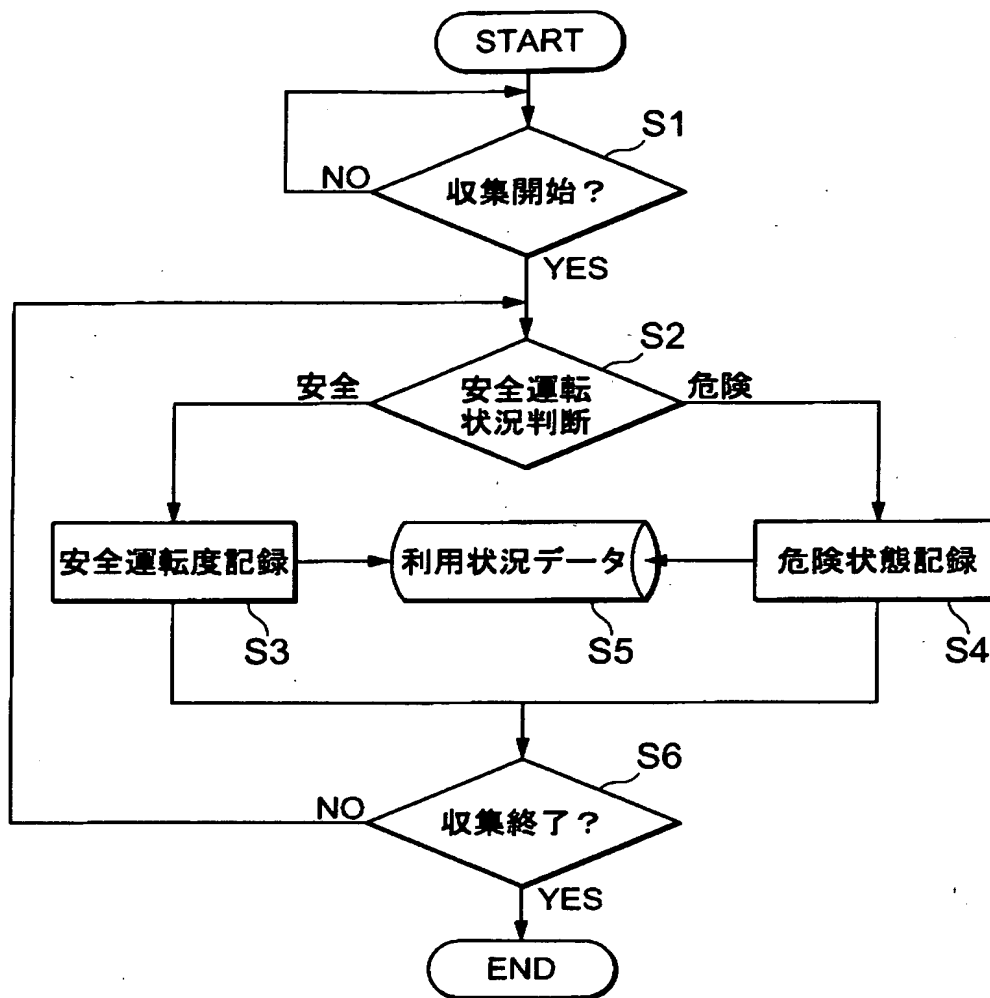 START
S1
NO
収集開始?
YES
S2
安全
安全運転
状況判断
危険
安全運転度記録
利用状況データ
危険状態記録
S3
S5
S4
S6
NO
収集終了?
YES
END